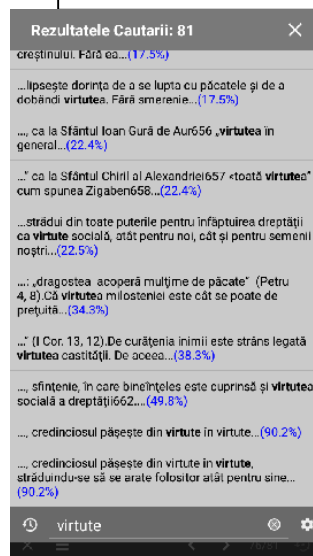 Rezultatele Cautarii: 81
creștinului. Fără ea...(17.5%)
...lipsește dorința de a se lupta cu păcatele și de a
dobândi virtutea. Fără smerenie...(17.5%)
..., ca la Sfântul Ioan Gură de Aur656 „virtutea în
general...(22.4%)
...” ca la Sfântul Chiril al Alexandriei657 «toată virtutea”
cum spunea Zigaben658...(22.4%)
...strădui din toate puterile pentru înfăptuirea dreptății
ca virtute socială, atât pentru noi, cât și pentru semenii
noștri...(22.5%)
...: „dragostea acoperă mulțime de păcate” (Petru
4, 8).Că virtutea milosteniei este cât se poate de
prețuită...(34.3%)
...” (I Cor. 13, 12).De curăţenia inimii este strâns legată
virtutea castităţii. De aceea...(38.3%)
..., sfințenie, în care bineînțeles este cuprinsă și virtutea
socială a dreptății662....(49.8%)
..., credinciosul pășește din virtute în virtute...(90.2%)
..., credinciosul pășește din virtute în virtute,
străduindu-se să se arate folositor atât pentru sine...
(90.2%)
virtute
76/81